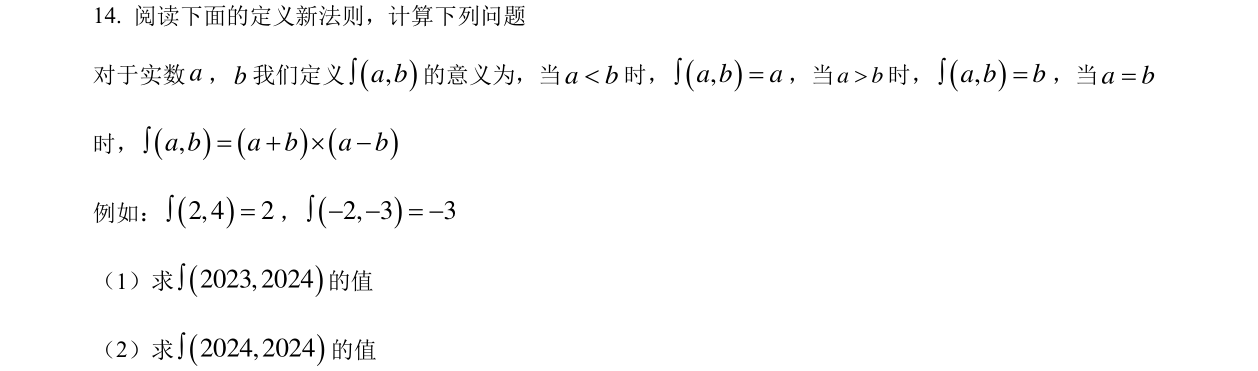 14. 阅读下面的定义新法则，计算下列问题
对于实数a，b我们定义∫(a,b)的意义为，当a<b时，∫(a,b)=a，当a>b时，∫(a,b)=b，当a=b
时，∫(a,b)=(a+b)×(a−b)
例如：∫(2,4)=2，∫(−2,−3)=−3
（1）求∫(2023,2024)的值
（2）求∫(2024,2024)的值